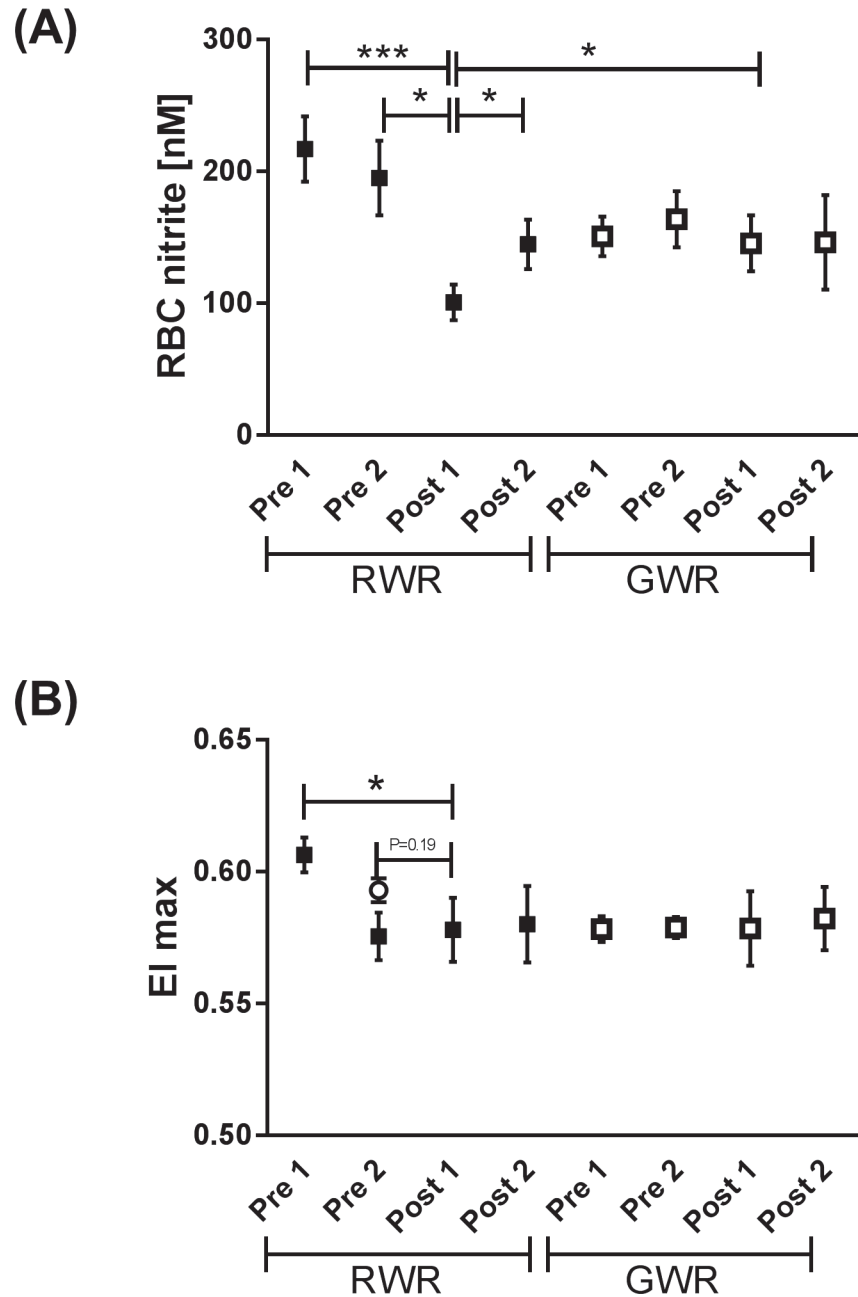 (A)
300
200
100
0
RBC nitrite [nM]
***
*
*
*
Pre 1
Pre 2
Post 1
Post 2
Pre 1
Pre 2
Post 1
Post 2
RWR
GWR
(B)
0.65
0.60
0.55
0.50
EI max
*
P=0.19
Pre 1
Pre 2
Post 1
Post 2
Pre 1
Pre 2
Post 1
Post 2
RWR
GWR